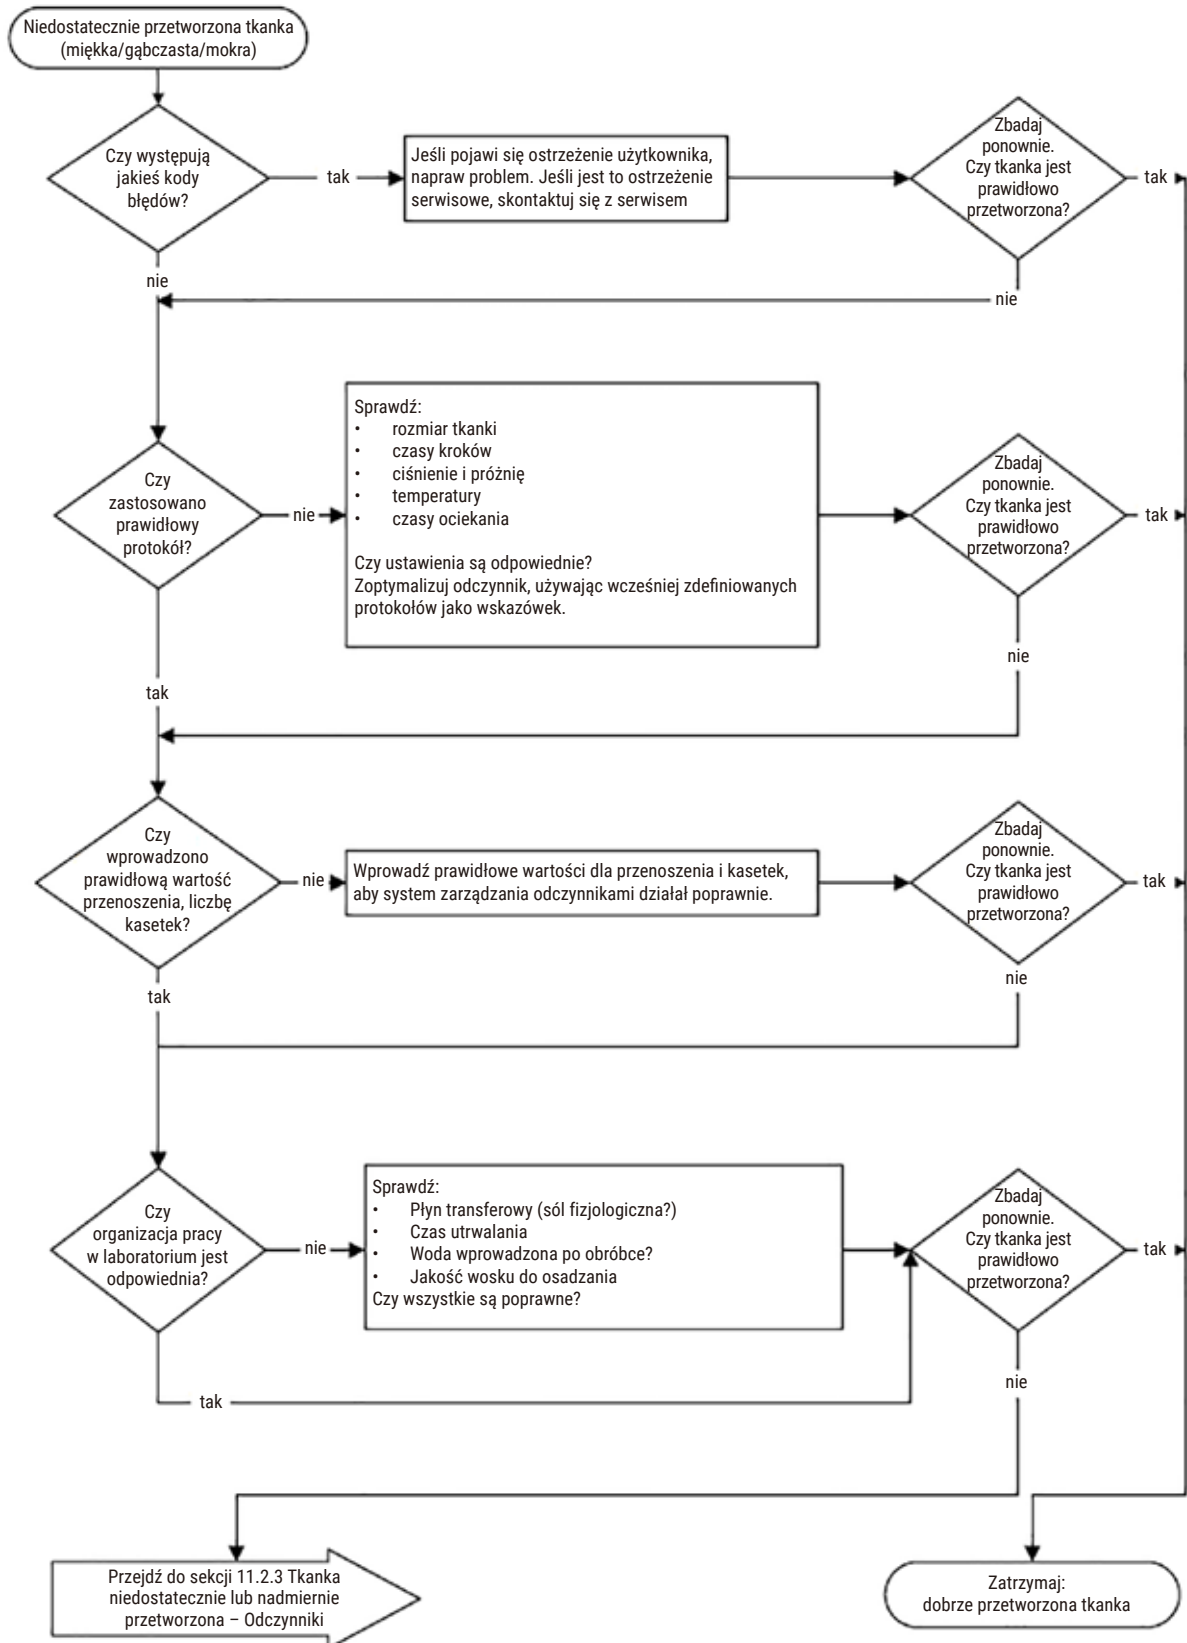 Niedostatecznie przetworzona tkanka
(miękka/gąbczasta/mokra)
Czy występują
jakieś kody
błędów?
tak
Jeśli pojawi się ostrzeżenie użytkownika,
napraw problem. Jeśli jest to ostrzeżenie
serwisowe, skontaktuj się z serwisem
Zbadaj
ponownie.
Czy tkanka jest
prawidłowo
przetworzona?
tak
nie
nie
Czy
zastosowano
prawidłowy
protokół?
nie
Sprawdź:
• rozmiar tkanki
• czasy kroków
• ciśnienie i próżnię
• temperatury
• czasy ociekania
Czy ustawienia są odpowiednie?
Zoptymalizuj odczynnik, używając wcześniej zdefiniowanych
protokołów jako wskazówek.
Zbadaj
ponownie.
Czy tkanka jest
prawidłowo
przetworzona?
tak
nie
tak
Czy
wprowadzono
prawidłową wartość
przenoszenia, liczbę
kasetek?
nie
Wprowadź prawidłowe wartości dla przenoszenia i kasetek,
aby system zarządzania odczynnikami działał poprawnie.
Zbadaj
ponownie.
Czy tkanka jest
prawidłowo
przetworzona?
tak
nie
tak
Czy
organizacja pracy
w laboratorium jest
odpowiednia?
nie
Sprawdź:
• Płyn transferowy (sól fizjologiczna?)
• Czas utrwalania
• Woda wprowadzona po obróbce?
• Jakość wosku do osadzania
Czy wszystkie są poprawne?
Zbadaj
ponownie.
Czy tkanka jest
prawidłowo
przetworzona?
tak
nie
tak
Przejdź do sekcji 11.2.3 Tkanka
niedostatecznie lub nadmiernie
przetworzona – Odczynniki
Zatrzymaj:
dobrze przetworzona tkanka